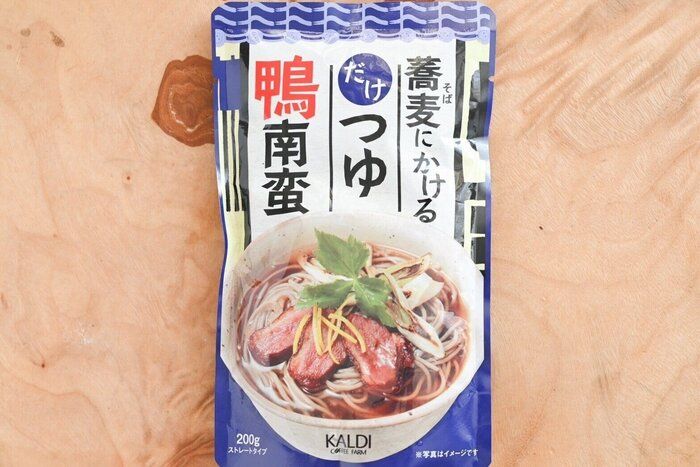 蕎麦にかける
そば
だけ
つゆ
鴨南蛮
200g
ストレートタイプ
KALDI
COFFEE FARM
※写真はイメージです